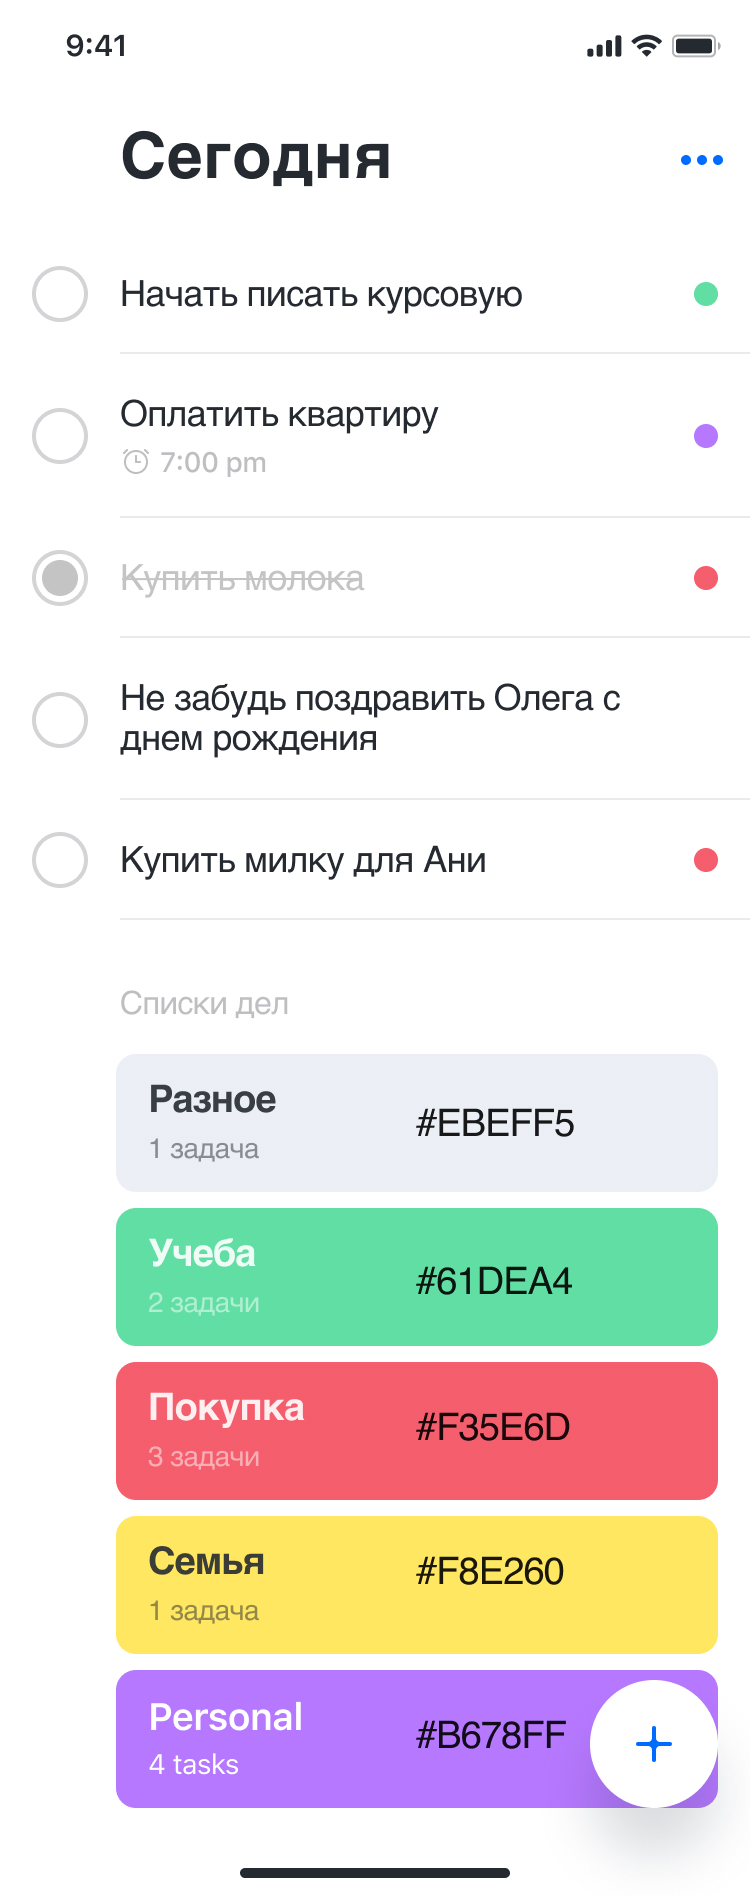 9:41
Сегодня
Начать писать курсовую
Оплатить квартиру
7:00 pm
Купить молока
Не забудь поздравить Олега с
днем рождения
Купить милку для Ани
Списки дел
Разное
#EBEFF5
1 задача
Учеба
#61DEA4
2 задачи
Покупка
#F35E6D
3 задачи
Семья
#F8E260
1 задача
Personal
#B678FF
4 tasks